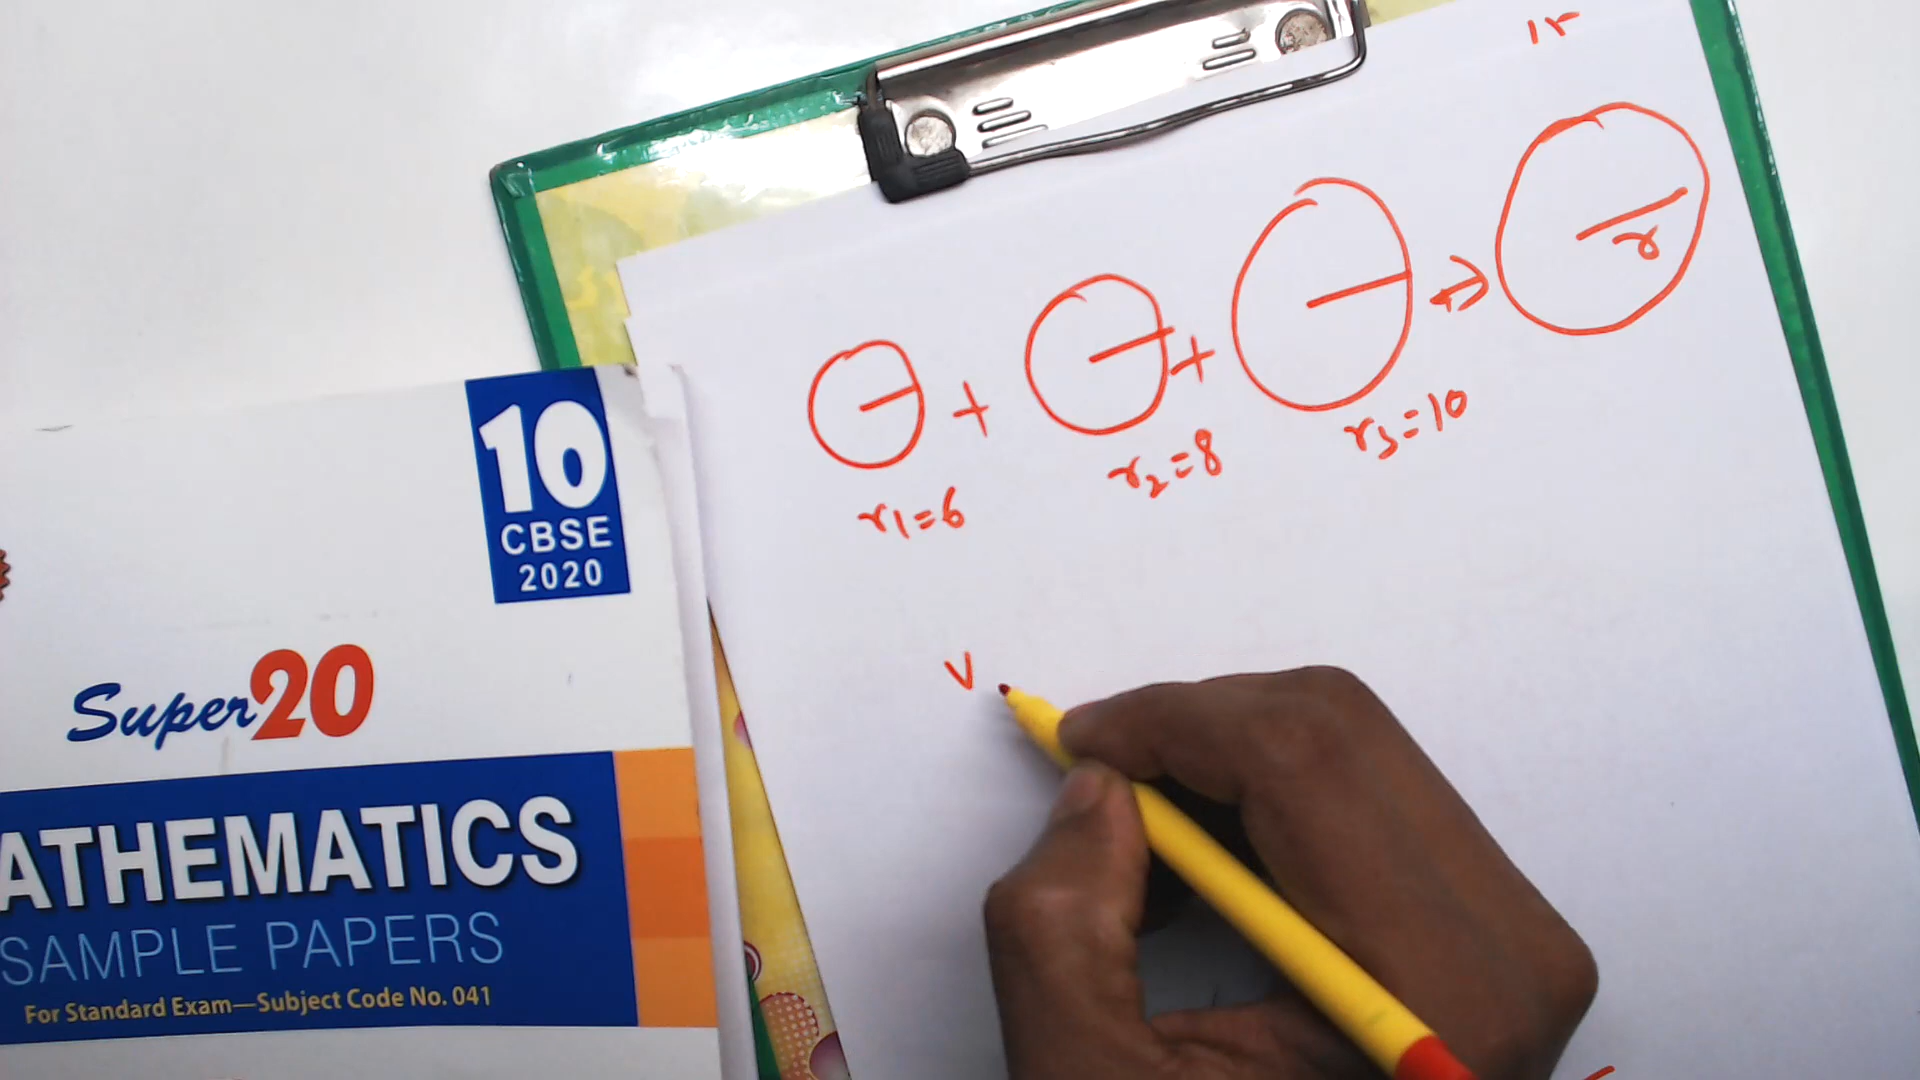 10
CBSE
2020
Super20
ATHEMATICS
SAMPLE PAPERS
For Standard Exam—Subject Code No. 041
15
+ + ⇒ r
r1=6
r2=8
r3=10
V